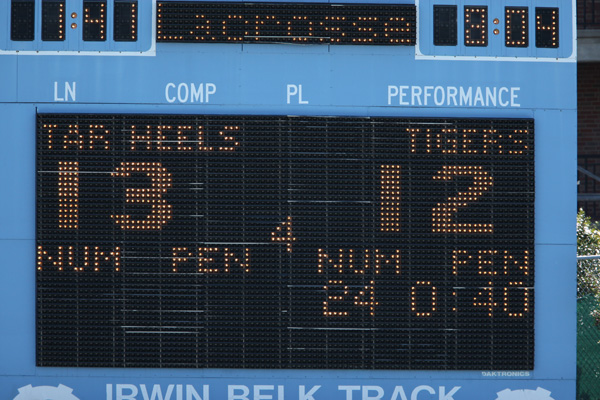 1:41 Lacrosse 8:04
LN COMP PL PERFORMANCE
TAR HEELS TIGERS
13 12
4
NUM PEN NUM PEN
24 0:40
DAKTRONICS
IRWIN BELK TRACK